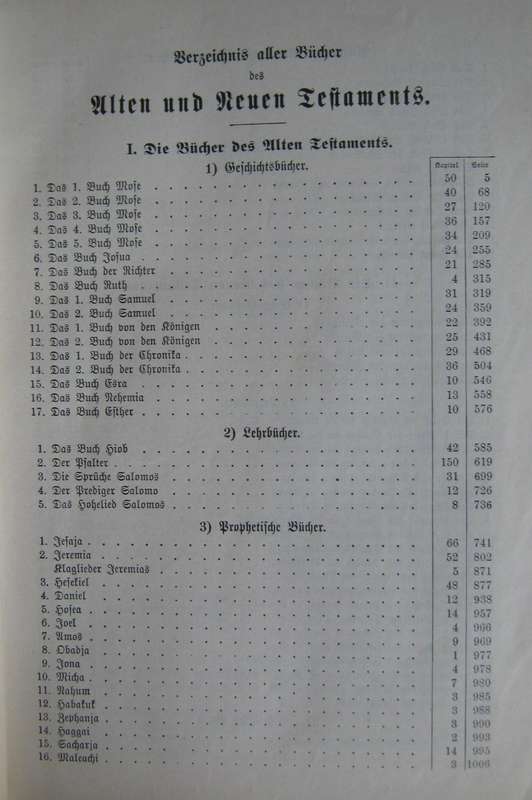 Verzeichnis aller Bücher
des
Alten und Neuen Testaments.
I. Die Bücher des Alten Testaments.
1) Geschichtsbücher.
Kapitel Seite
1. Das 1. Buch Mose 50 5
2. Das 2. Buch Mose 40 68
3. Das 3. Buch Mose 27 120
4. Das 4. Buch Mose 36 157
5. Das 5. Buch Mose 34 209
6. Das Buch Josua 24 255
7. Das Buch der Richter 21 285
8. Das Buch Ruth 4 315
9. Das 1. Buch Samuel 31 319
10. Das 2. Buch Samuel 24 359
11. Das 1. Buch von den Königen 22 392
12. Das 2. Buch von den Königen 25 431
13. Das 1. Buch der Chronika 29 468
14. Das 2. Buch der Chronika 36 504
15. Das Buch Esra 10 546
16. Das Buch Nehemia 13 558
17. Das Buch Esther 10 576
2) Lehrbücher.
1. Das Buch Hiob 42 585
2. Der Psalter 150 619
3. Die Sprüche Salomos 31 699
4. Der Prediger Salomo 12 726
5. Das Hohelied Salomos 8 736
3) Prophetische Bücher.
1. Jesaja 66 741
2. Jeremia 52 802
Klaglieder Jeremias 5 871
3. Hesekiel 48 877
4. Daniel 12 938
5. Hosea 14 957
6. Joel 4 966
7. Amos 9 969
8. Obadja 1 977
9. Jona 4 978
10. Micha 7 980
11. Nahum 3 985
12. Habakuk 3 988
13. Zephanja 3 990
14. Haggai 2 993
15. Sacharja 14 995
16. Maleachi 3 1006